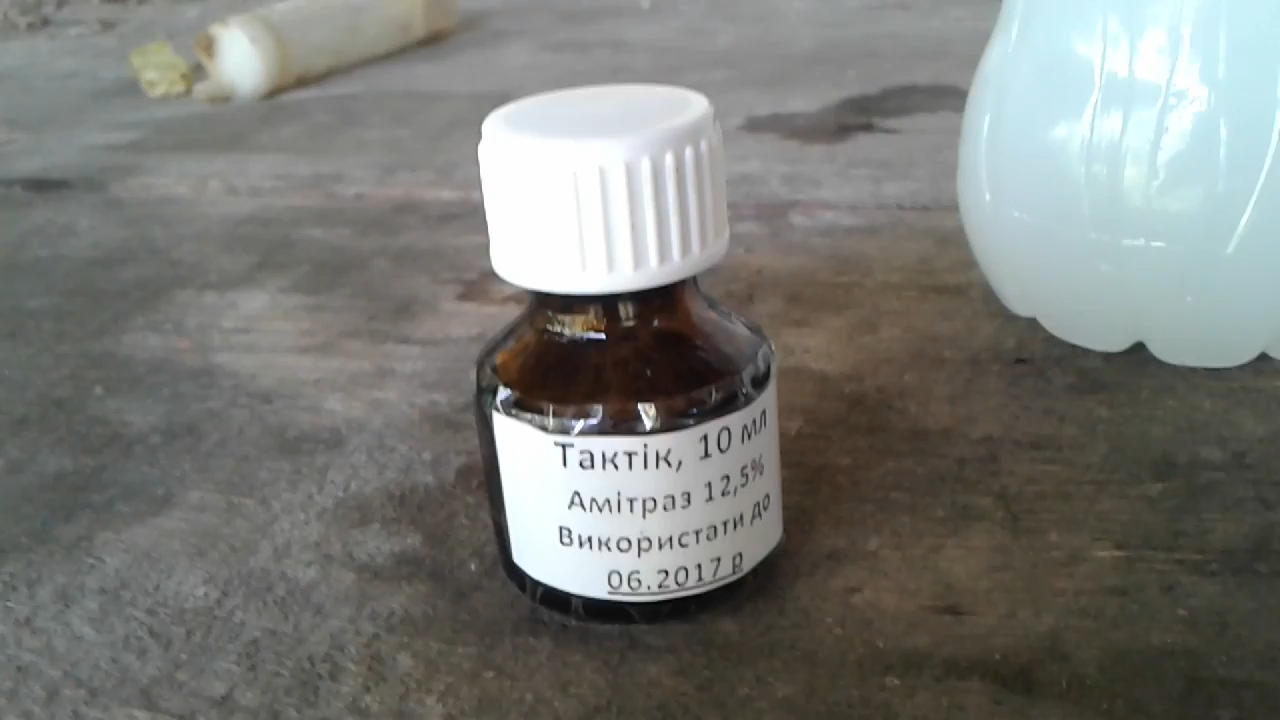 Тактік, 10 мл
Амітраз 12,5%
Використати до
06.2017 р